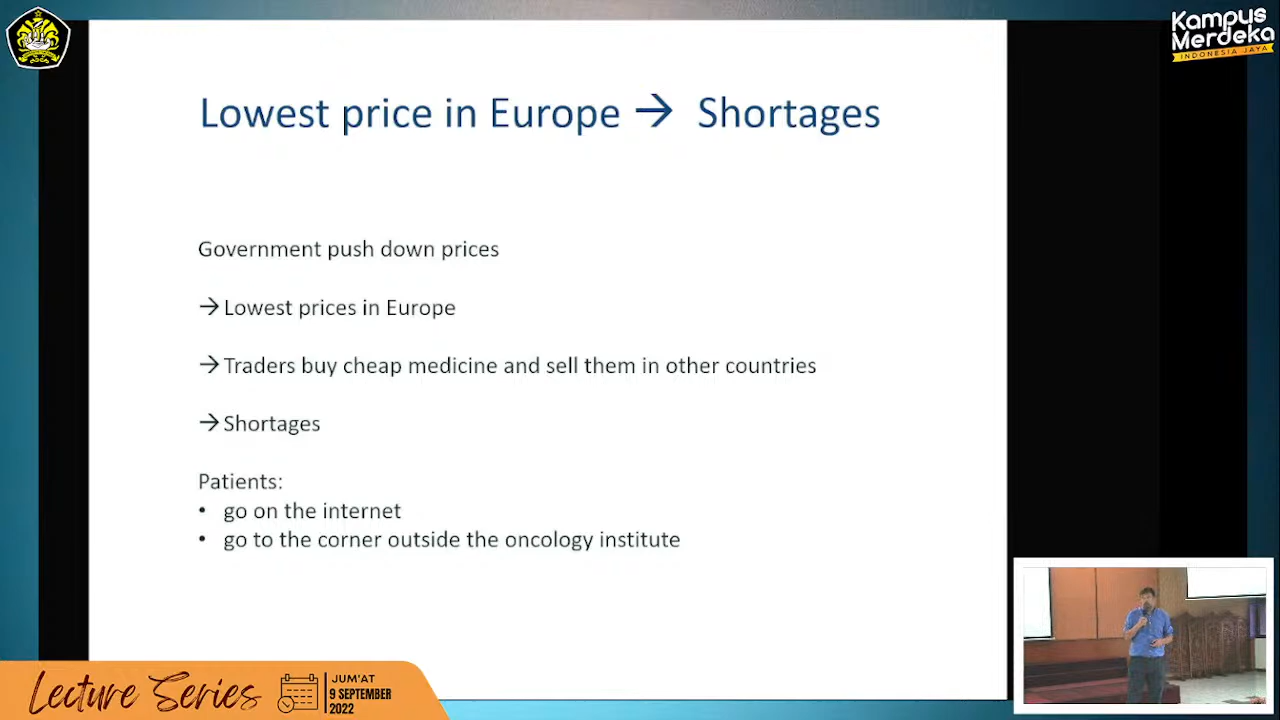 Kampus
Merdeka
INDONESIA JAYA
Lowest price in Europe → Shortages
Government push down prices
→ Lowest prices in Europe
→ Traders buy cheap medicine and sell them in other countries
→ Shortages
Patients:
• go on the internet
• go to the corner outside the oncology institute
Lecture Series
JUM'AT
9 SEPTEMBER
2022